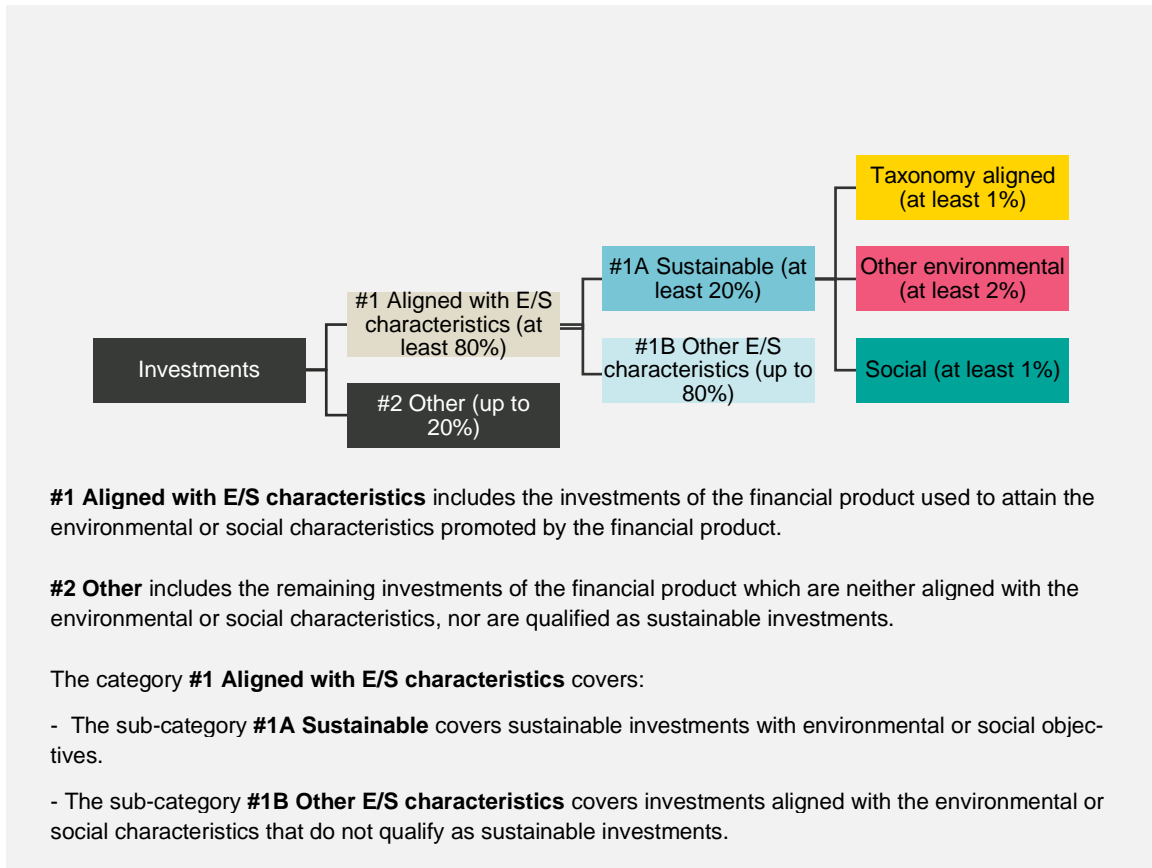 Taxonomy aligned
(at least 1%)
#1A Sustainable (at
least 20%)
Other environmental
(at least 2%)
#1 Aligned with E/S
characteristics (at
least 80%)
Investments
#1B Other E/S
characteristics (up to
80%)
Social (at least 1%)
#2 Other (up to
20%)
#1 Aligned with E/S characteristics includes the investments of the financial product used to attain the
environmental or social characteristics promoted by the financial product.
#2 Other includes the remaining investments of the financial product which are neither aligned with the
environmental or social characteristics, nor are qualified as sustainable investments.
The category #1 Aligned with E/S characteristics covers:
- The sub-category #1A Sustainable covers sustainable investments with environmental or social objec-
tives.
- The sub-category #1B Other E/S characteristics covers investments aligned with the environmental or
social characteristics that do not qualify as sustainable investments.